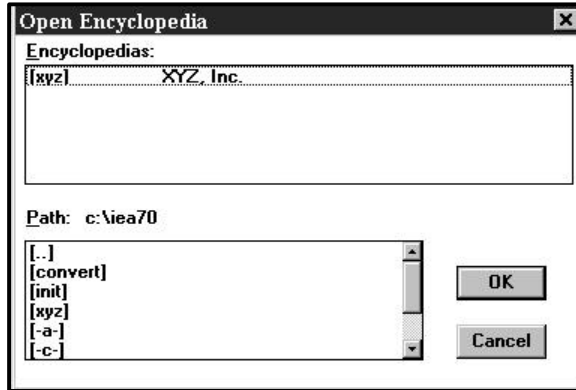 Open Encyclopedia
Encyclopedias:
[xyz] XYZ, Inc.
Path: c:\iea70
[..]
[convert]
[init]
[xyz]
[-a-]
[-c-]
OK
Cancel